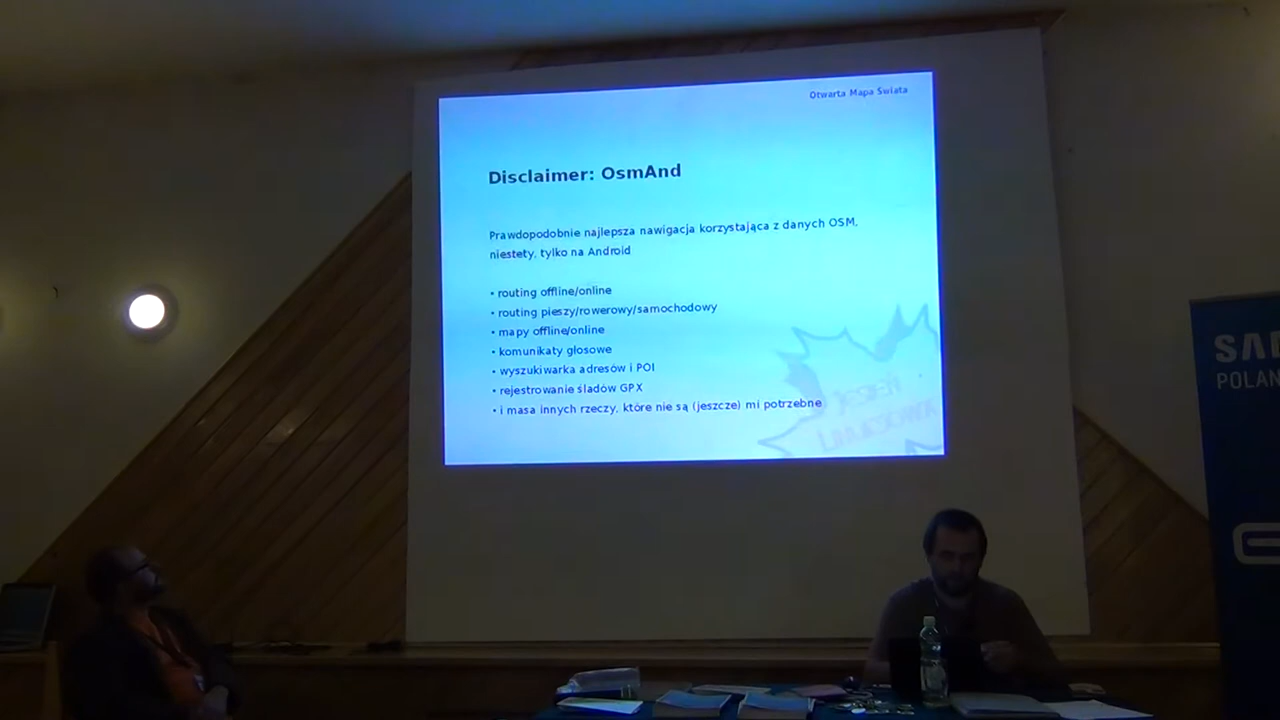 Otwarta Mapa Świata
Disclaimer: OsmAnd
Prawdopodobnie najlepsza nawigacja korzystająca z danych OSM,
niestety, tylko na Android
• routing offline/online
• routing pieszy/rowerowy/samochodowy
• mapy offline/online
• komunikaty głosowe
• wyszukiwarka adresów i POI
• rejestrowanie śladów GPX
• i masa innych rzeczy, które nie są (jeszcze) mi potrzebne
SA
POLAN